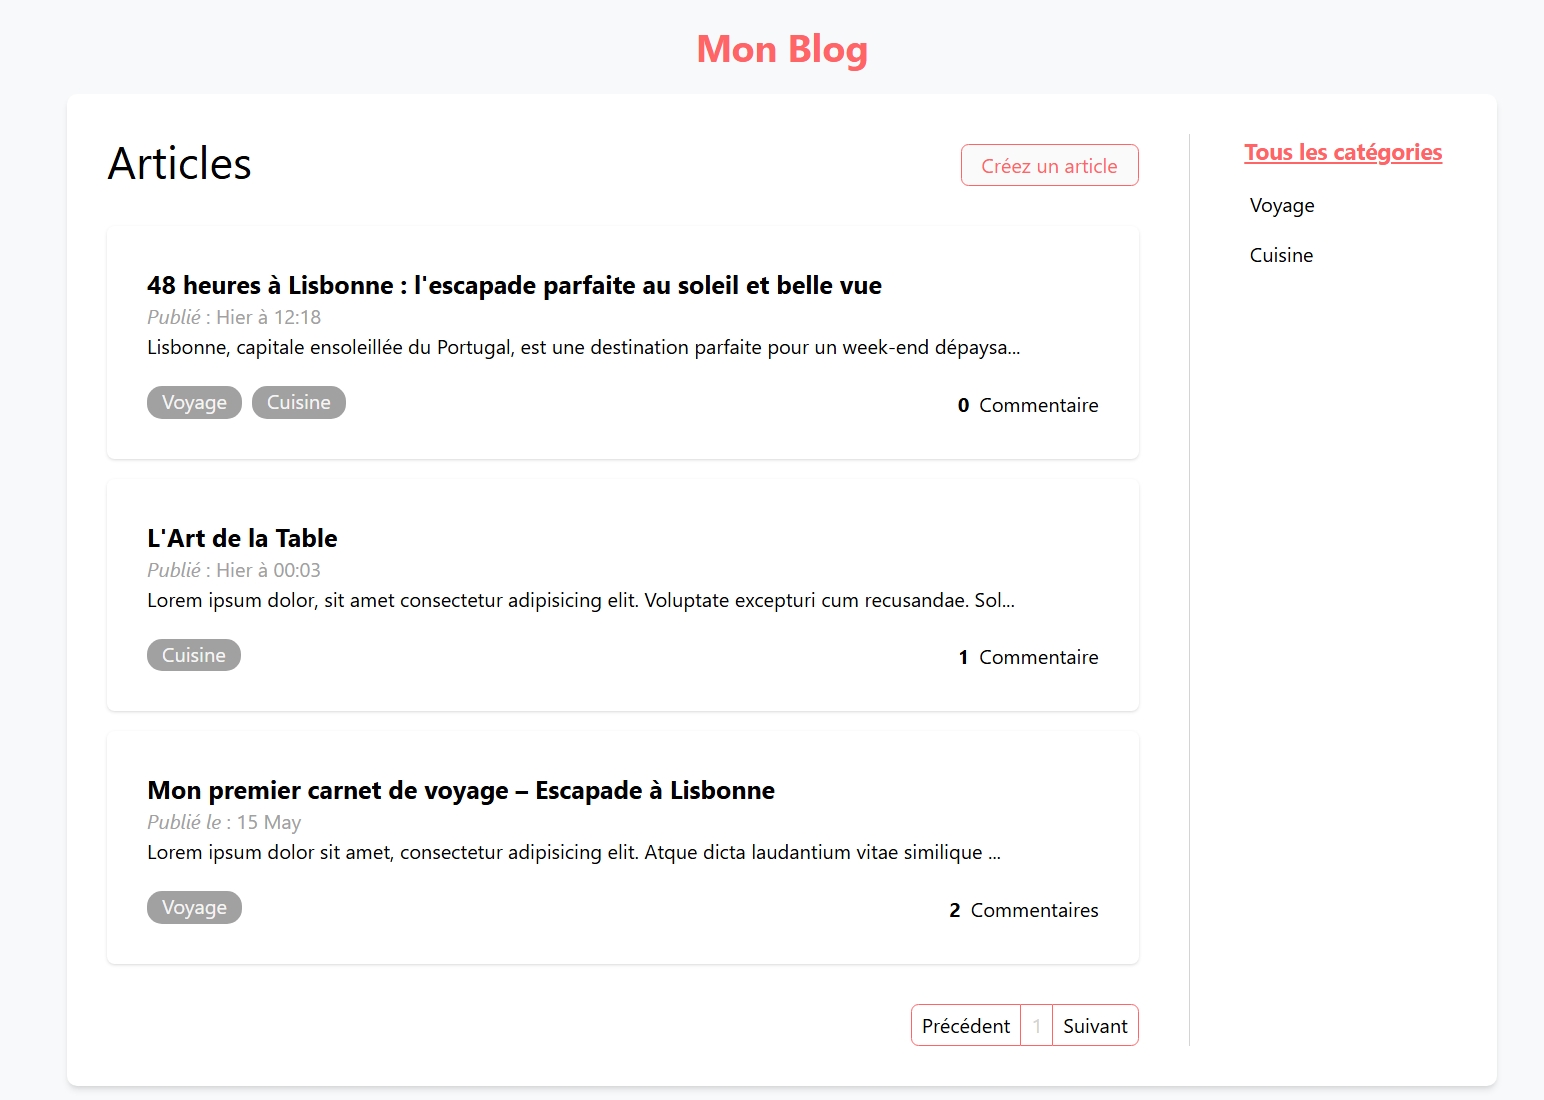 Mon Blog
Articles
Créez un article
48 heures à Lisbonne : l'escapade parfaite au soleil et belle vue
Publié : Hier à 12:18
Lisbonne, capitale ensoleillée du Portugal, est une destination parfaite pour un week-end dépaysa...
Voyage Cuisine
0 Commentaire
L'Art de la Table
Publié : Hier à 00:03
Lorem ipsum dolor, sit amet consectetur adipisicing elit. Voluptate excepturi cum recusandae. Sol...
Cuisine
1 Commentaire
Mon premier carnet de voyage – Escapade à Lisbonne
Publié le : 15 May
Lorem ipsum dolor sit amet, consectetur adipisicing elit. Atque dicta laudantium vitae similique ...
Voyage
2 Commentaires
Précédent 1 Suivant
Tous les catégories
Voyage
Cuisine